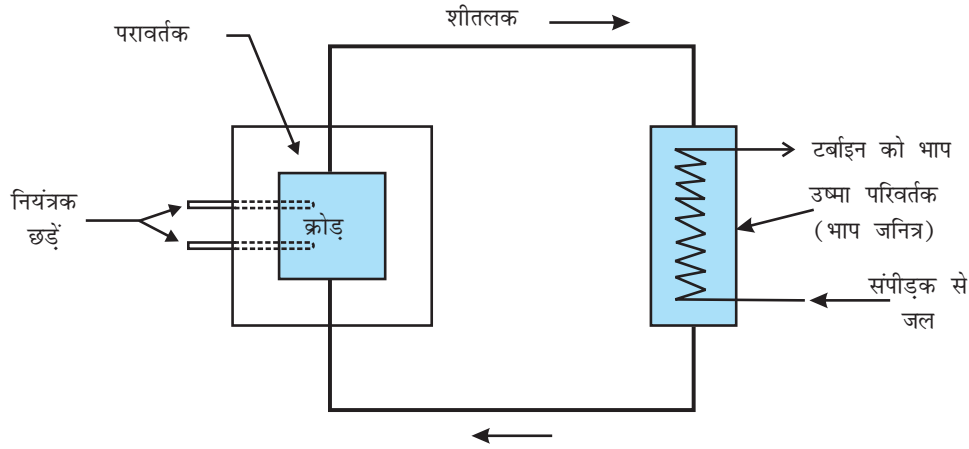 शीतलक
परावर्तक
टर्बाइन को भाप
नियंत्रक
छड़ें
क्रोड़
उष्मा परिवर्तक
(भाप जनित्र)
संपीड़क से
जल